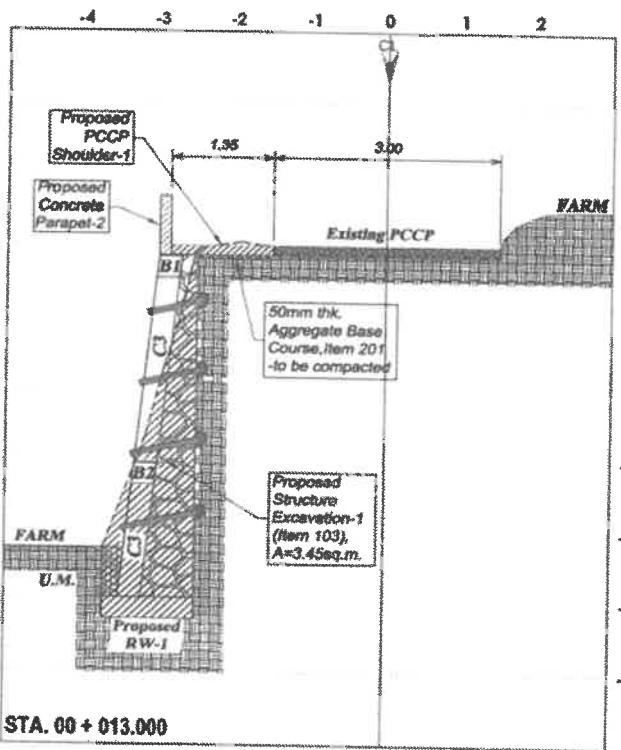 -4 -3 -2 -1 0 1 2
CL
Proposed
PCCP
Shoulder-1
1.35
3.00
Proposed
Concrete
Parapet-2
FARM
Existing PCCP
B1
50mm thk.
Aggregate Base
Course,Item 201
-to be compacted
C3
B2
Proposed
Structure
Excavation-1
(Item 103),
A=3.45sq.m.
FARM
C3
U.M.
Proposed
RW-1
STA. 00 + 013.000